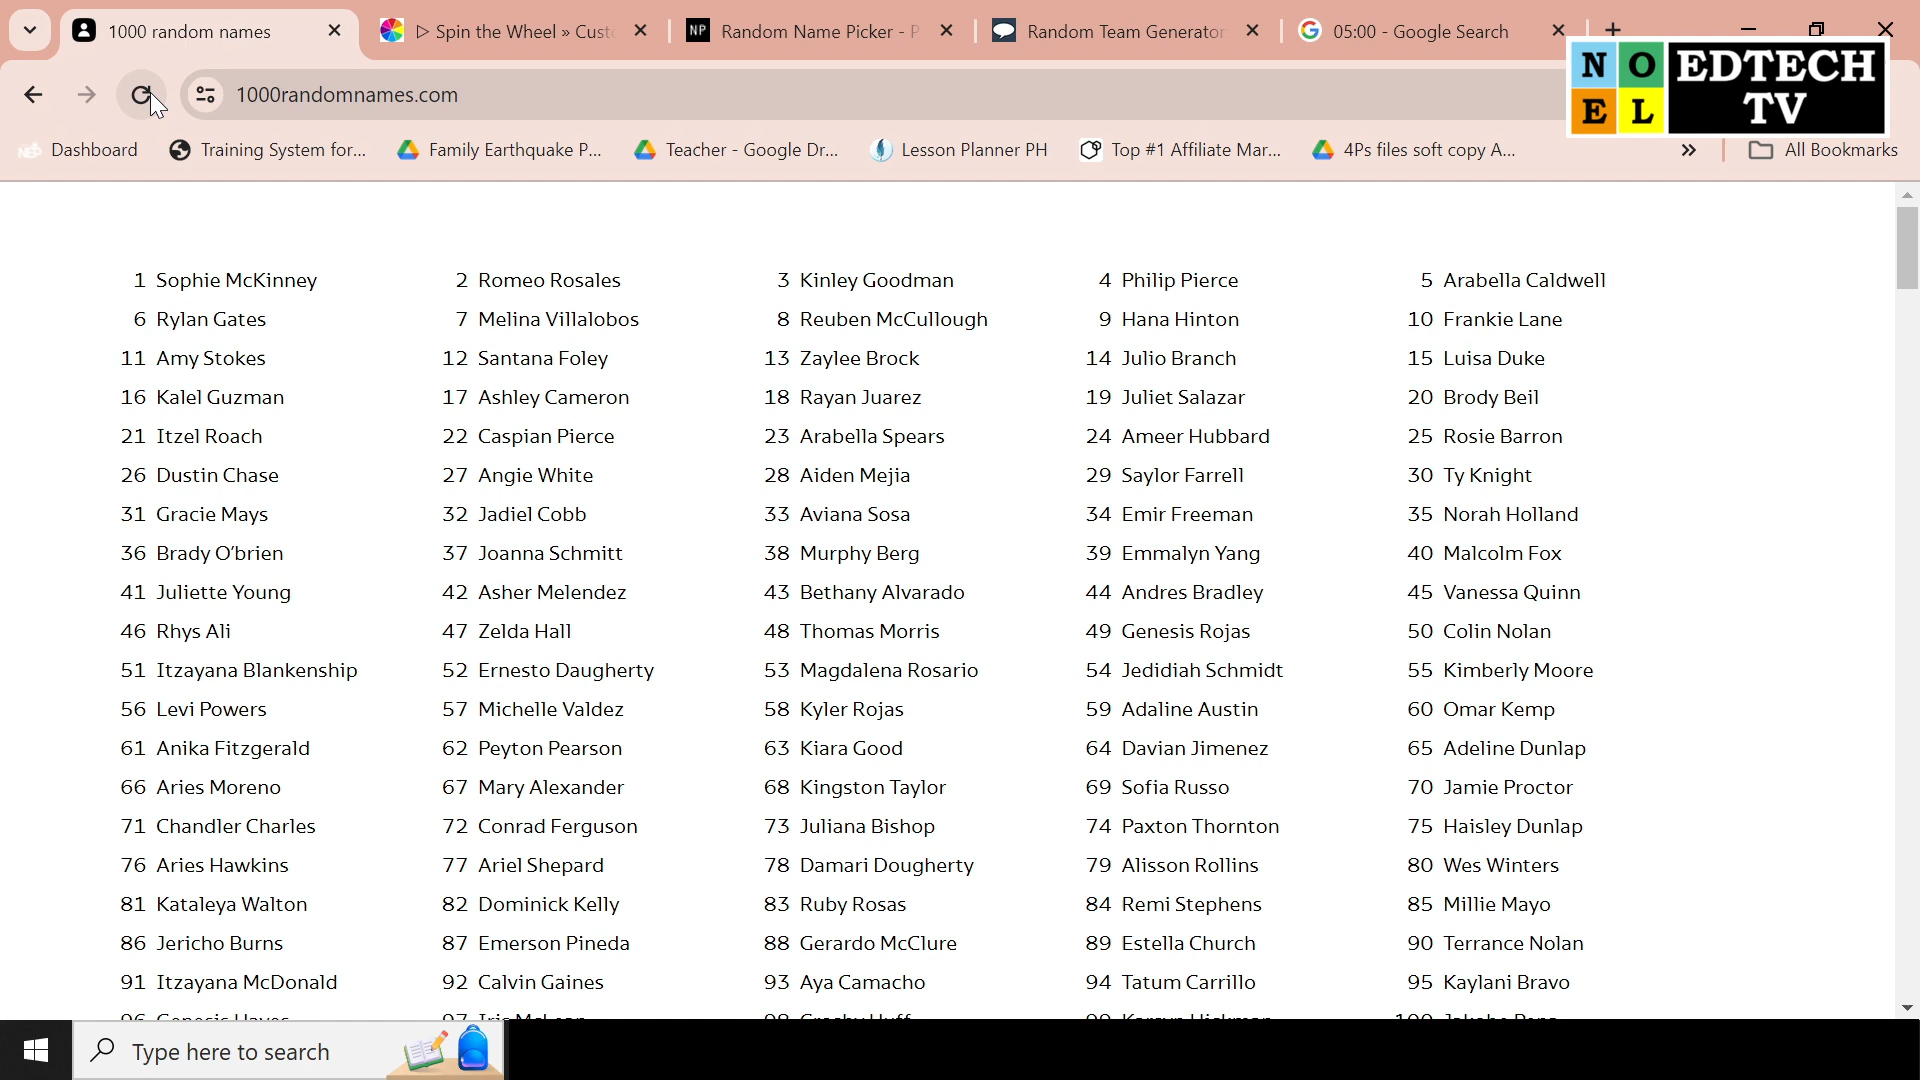 1000 random names
▷ Spin the Wheel » Cust
NP
Random Name Picker - P
Random Team Generator
05:00 - Google Search
1000randomnames.com
N O
E L
EDTECH
TV
Dashboard
Training System for...
Family Earthquake P...
Teacher - Google Dr...
Lesson Planner PH
Top #1 Affiliate Mar...
4Ps files soft copy A...
»
All Bookmarks
1 Sophie McKinney 2 Romeo Rosales 3 Kinley Goodman 4 Philip Pierce 5 Arabella Caldwell
6 Rylan Gates 7 Melina Villalobos 8 Reuben McCullough 9 Hana Hinton 10 Frankie Lane
11 Amy Stokes 12 Santana Foley 13 Zaylee Brock 14 Julio Branch 15 Luisa Duke
16 Kalel Guzman 17 Ashley Cameron 18 Rayan Juarez 19 Juliet Salazar 20 Brody Beil
21 Itzel Roach 22 Caspian Pierce 23 Arabella Spears 24 Ameer Hubbard 25 Rosie Barron
26 Dustin Chase 27 Angie White 28 Aiden Mejia 29 Saylor Farrell 30 Ty Knight
31 Gracie Mays 32 Jadiel Cobb 33 Aviana Sosa 34 Emir Freeman 35 Norah Holland
36 Brady O'brien 37 Joanna Schmitt 38 Murphy Berg 39 Emmalyn Yang 40 Malcolm Fox
41 Juliette Young 42 Asher Melendez 43 Bethany Alvarado 44 Andres Bradley 45 Vanessa Quinn
46 Rhys Ali 47 Zelda Hall 48 Thomas Morris 49 Genesis Rojas 50 Colin Nolan
51 Itzayana Blankenship 52 Ernesto Daugherty 53 Magdalena Rosario 54 Jedidiah Schmidt 55 Kimberly Moore
56 Levi Powers 57 Michelle Valdez 58 Kyler Rojas 59 Adaline Austin 60 Omar Kemp
61 Anika Fitzgerald 62 Peyton Pearson 63 Kiara Good 64 Davian Jimenez 65 Adeline Dunlap
66 Aries Moreno 67 Mary Alexander 68 Kingston Taylor 69 Sofia Russo 70 Jamie Proctor
71 Chandler Charles 72 Conrad Ferguson 73 Juliana Bishop 74 Paxton Thornton 75 Haisley Dunlap
76 Aries Hawkins 77 Ariel Shepard 78 Damari Dougherty 79 Alisson Rollins 80 Wes Winters
81 Kataleya Walton 82 Dominick Kelly 83 Ruby Rosas 84 Remi Stephens 85 Millie Mayo
86 Jericho Burns 87 Emerson Pineda 88 Gerardo McClure 89 Estella Church 90 Terrance Nolan
91 Itzayana McDonald 92 Calvin Gaines 93 Aya Camacho 94 Tatum Carrillo 95 Kaylani Bravo
Type here to search